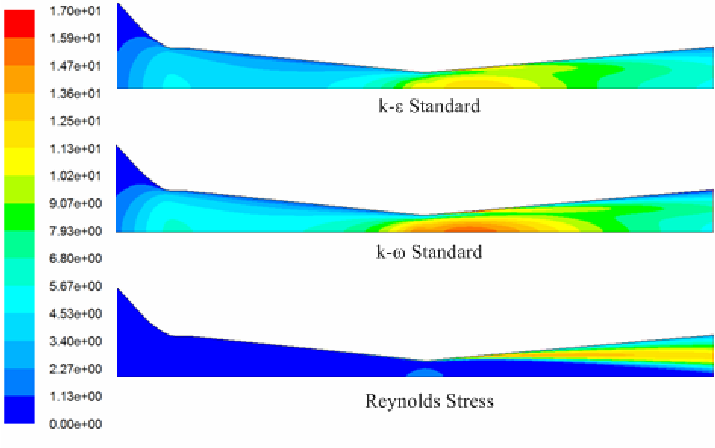 1.70e+01
1.59e+01
1.47e+01
1.36e+01
1.25e+01
1.13e+01
1.02e+01
9.07e+00
7.93e+00
6.80e+00
5.67e+00
4.53e+00
3.40e+00
2.27e+00
1.13e+00
0.00e+00
k-ε Standard
k-ω Standard
Reynolds Stress